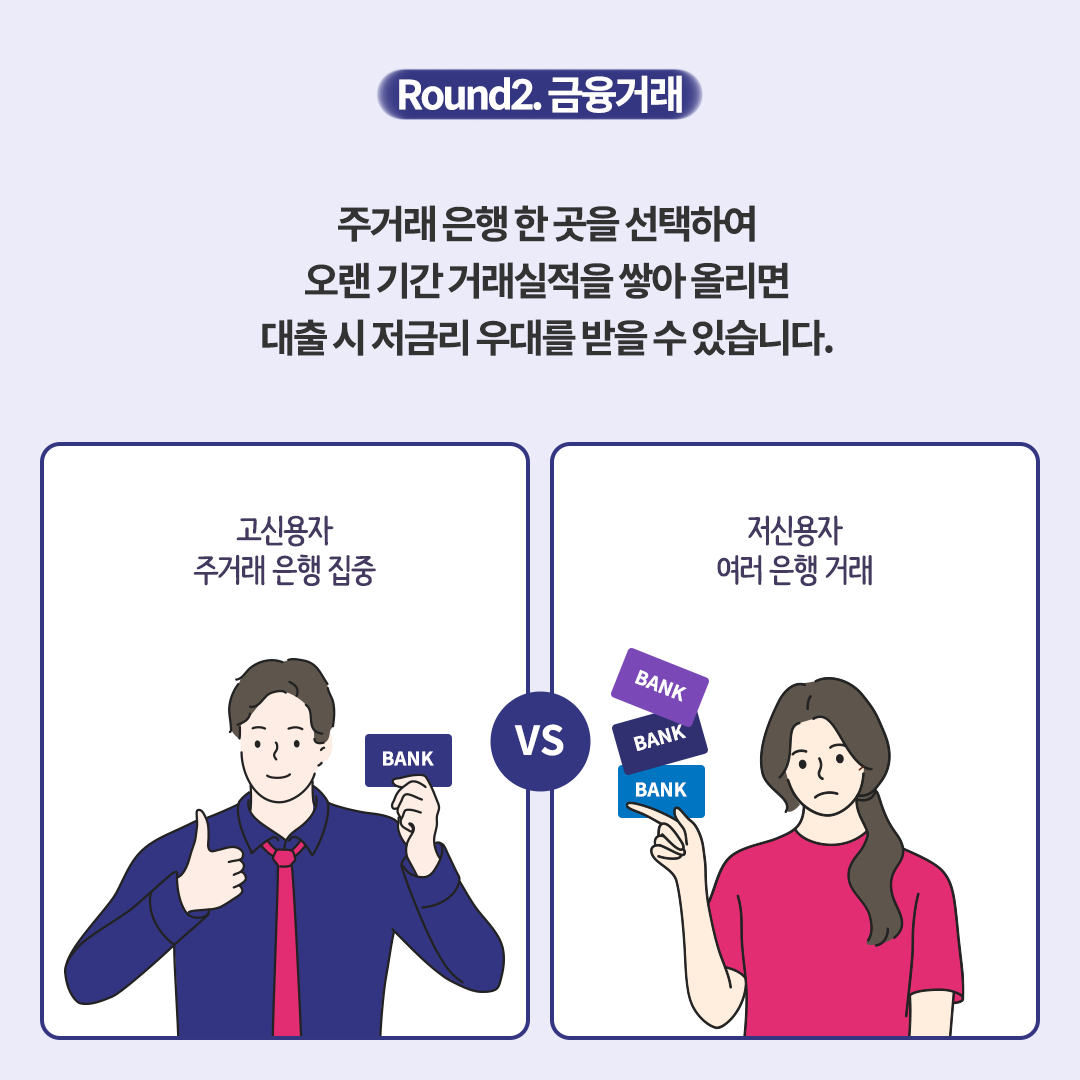 Round2. 금융거래
주거래 은행 한 곳을 선택하여
오랜 기간 거래실적을 쌓아 올리면
대출 시 저금리 우대를 받을 수 있습니다.
고신용자
주거래 은행 집중
BANK
VS
저신용자
여러 은행 거래
BANK
BANK
BANK